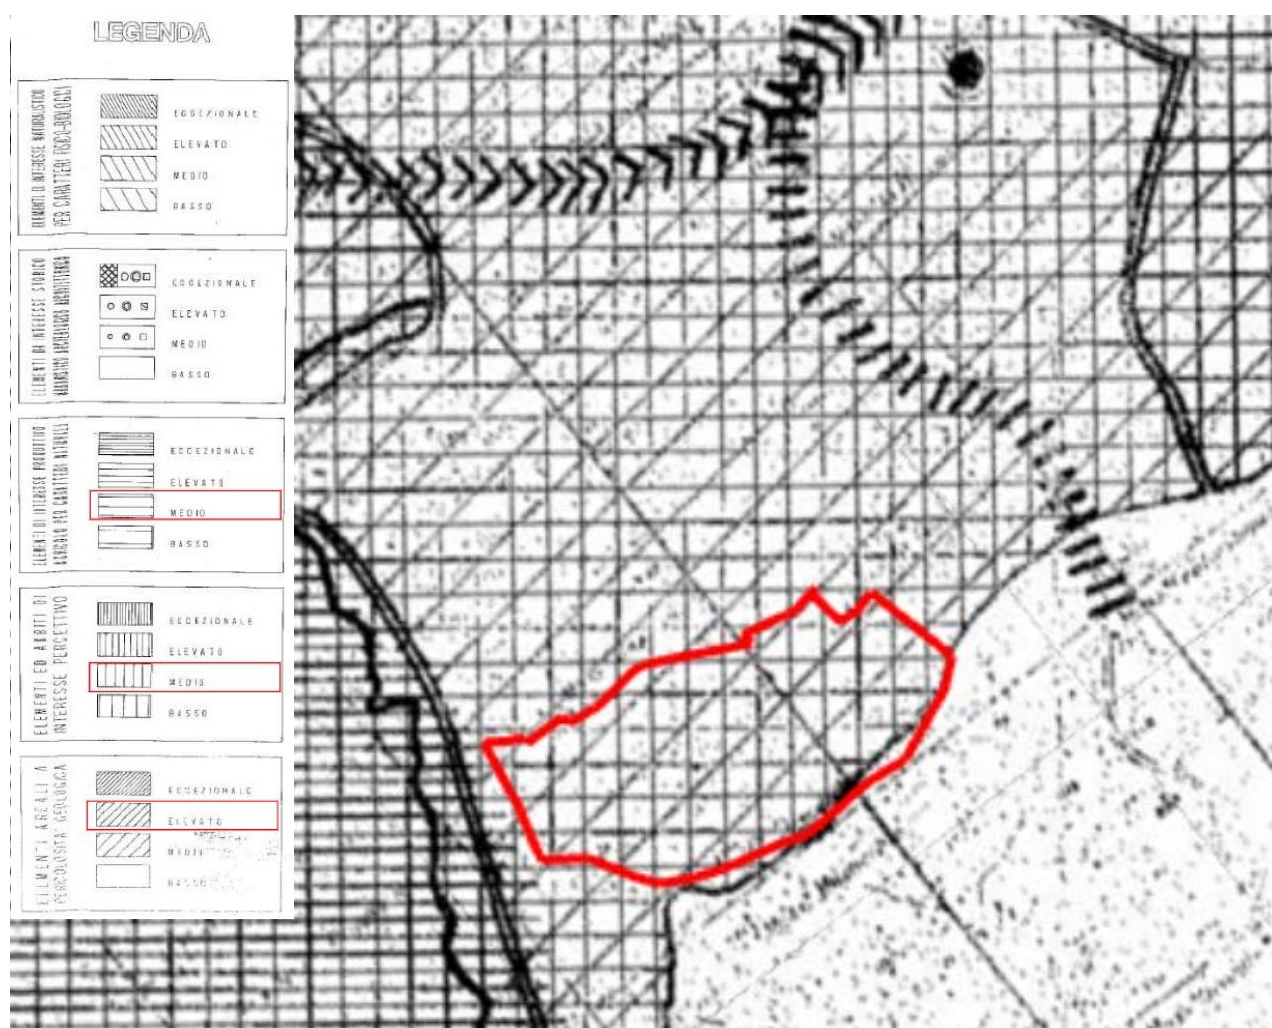 LEGENDA
ELEMENTI DI INTERESSE NATURALISTICO
PER CARATTERI FISICO-BIOLOGICI
ECCEZIONALE
ELEVATO
MEDIO
BASSO
ELEMENTI DI INTERESSE STORICO
URBANISTICO ARCHEOLOGICO ARCHITETTONICO
ECCEZIONALE
ELEVATO
MEDIO
BASSO
ELEMENTI DI INTERESSE PRODUTTIVO
AGRICOLO PER CARATTERI NATURALI
ECCEZIONALE
ELEVATO
MEDIO
BASSO
ELEMENTI ED AMBITI DI
INTERESSE PERCETTIVO
ECCEZIONALE
ELEVATO
MEDIO
BASSO
ELEMENTI AREALI A
PERICOLOSITA' GEOLOGICA
ECCEZIONALE
ELEVATO
MEDIO
BASSO